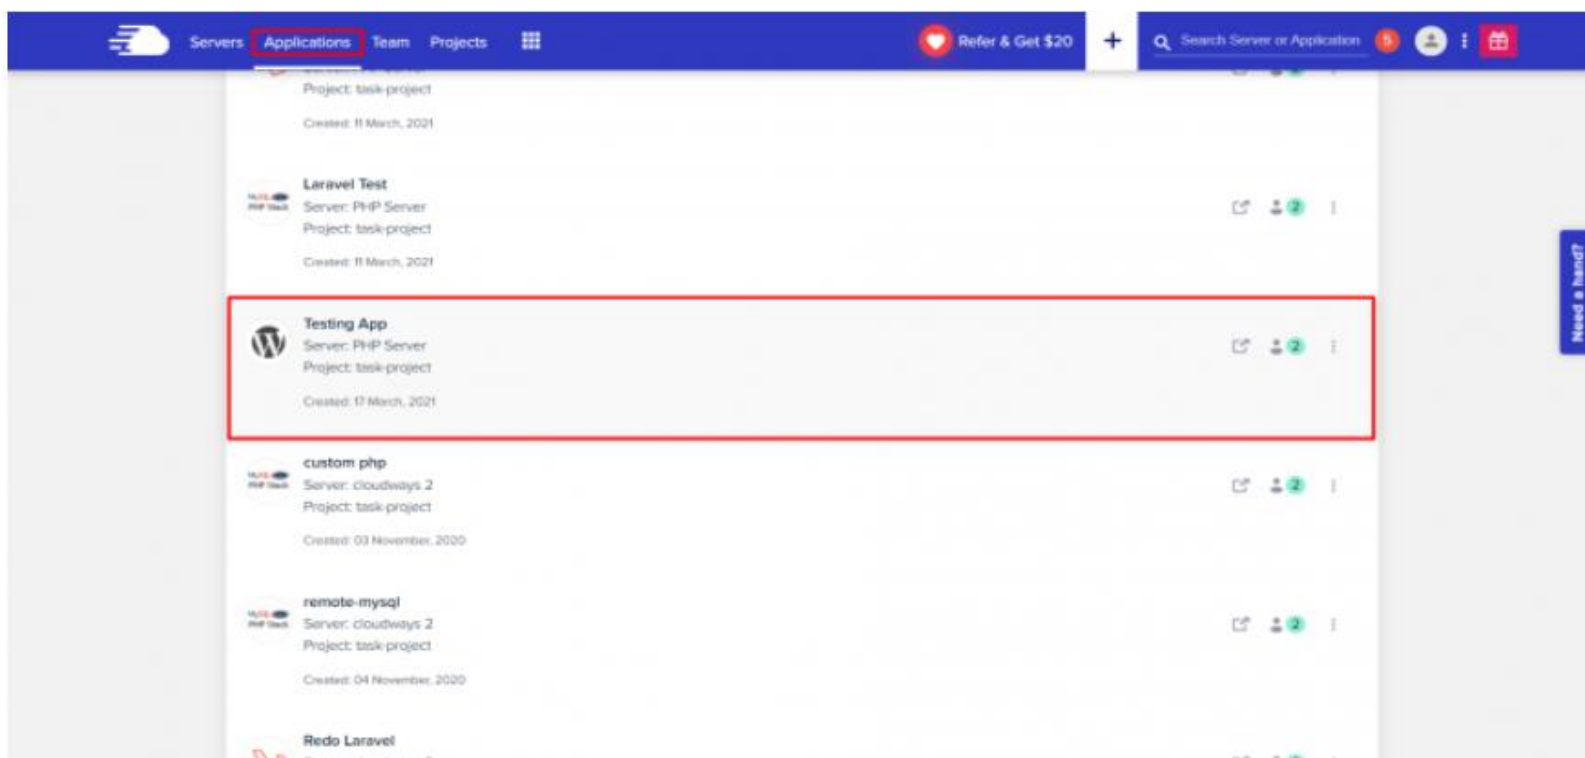 Servers Applications Team Projects Refer & Get $20 + Search Server or Application 5
Project: task-project
Created: 11 March, 2021
Laravel Test
Server: PHP Server
Project: task-project
2
Created: 11 March, 2021
Need a hand?
Testing App
Server: PHP Server
Project: task-project
2
Created: 17 March, 2021
custom php
Server: cloudways 2
Project: task-project
2
Created: 03 November, 2020
remote-mysql
Server: cloudways 2
Project: task-project
2
Created: 04 November, 2020
Redo Laravel